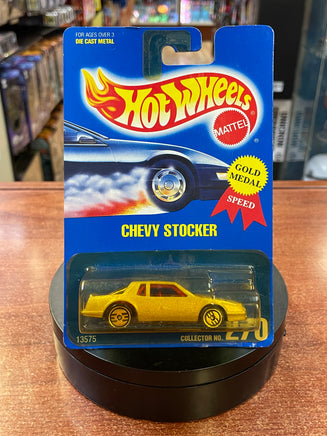 FOR AGES OVER 3
DIE CAST METAL
HOT WHEELS
MATTEL
GOLD
MEDAL
SPEED
CHEVY STOCKER
13575
COLLECTOR NO.
270